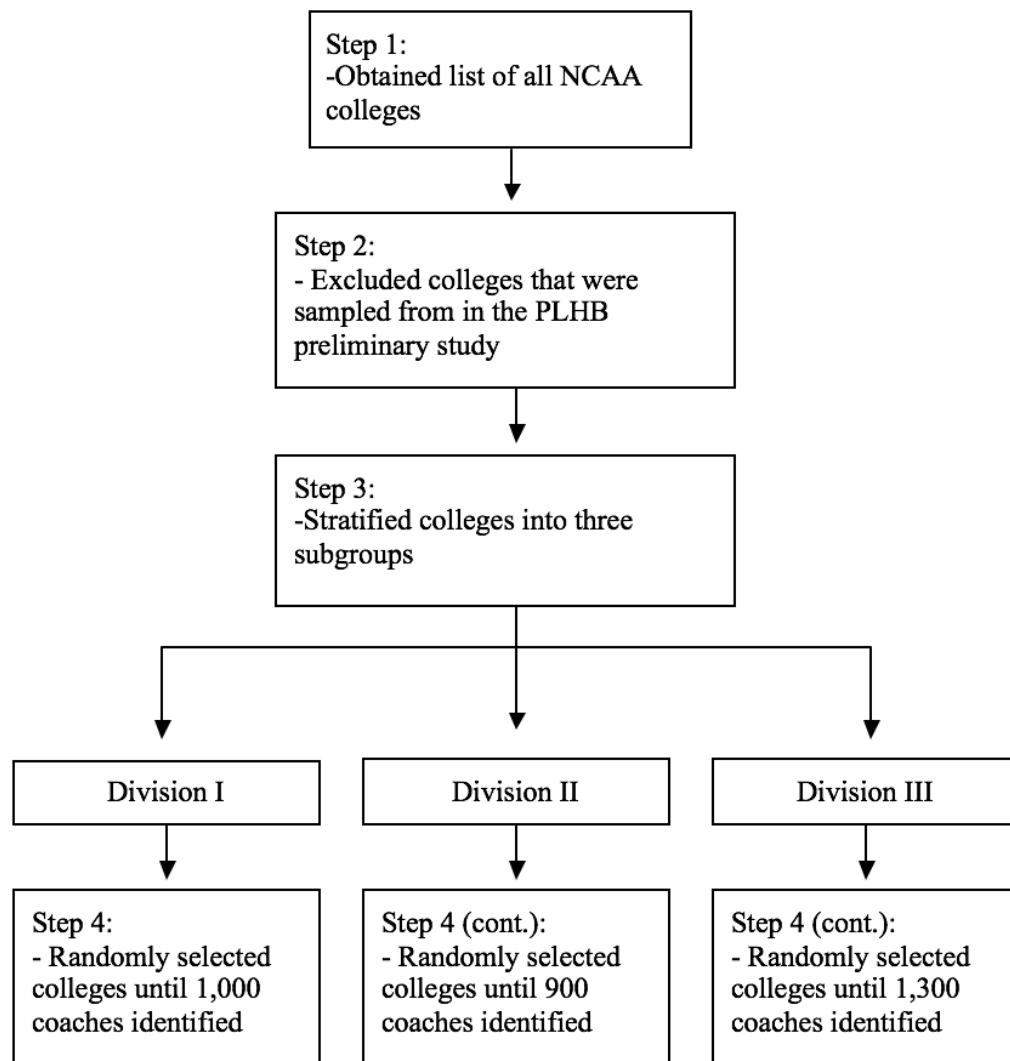 Step 1:
-Obtained list of all NCAA
colleges
Step 2:
- Excluded colleges that were
sampled from in the PLHB
preliminary study
Step 3:
-Stratified colleges into three
subgroups
Division I
Division II
Division III
Step 4:
- Randomly selected
colleges until 1,000
coaches identified
Step 4 (cont.):
- Randomly selected
colleges until 900
coaches identified
Step 4 (cont.):
- Randomly selected
colleges until 1,300
coaches identified